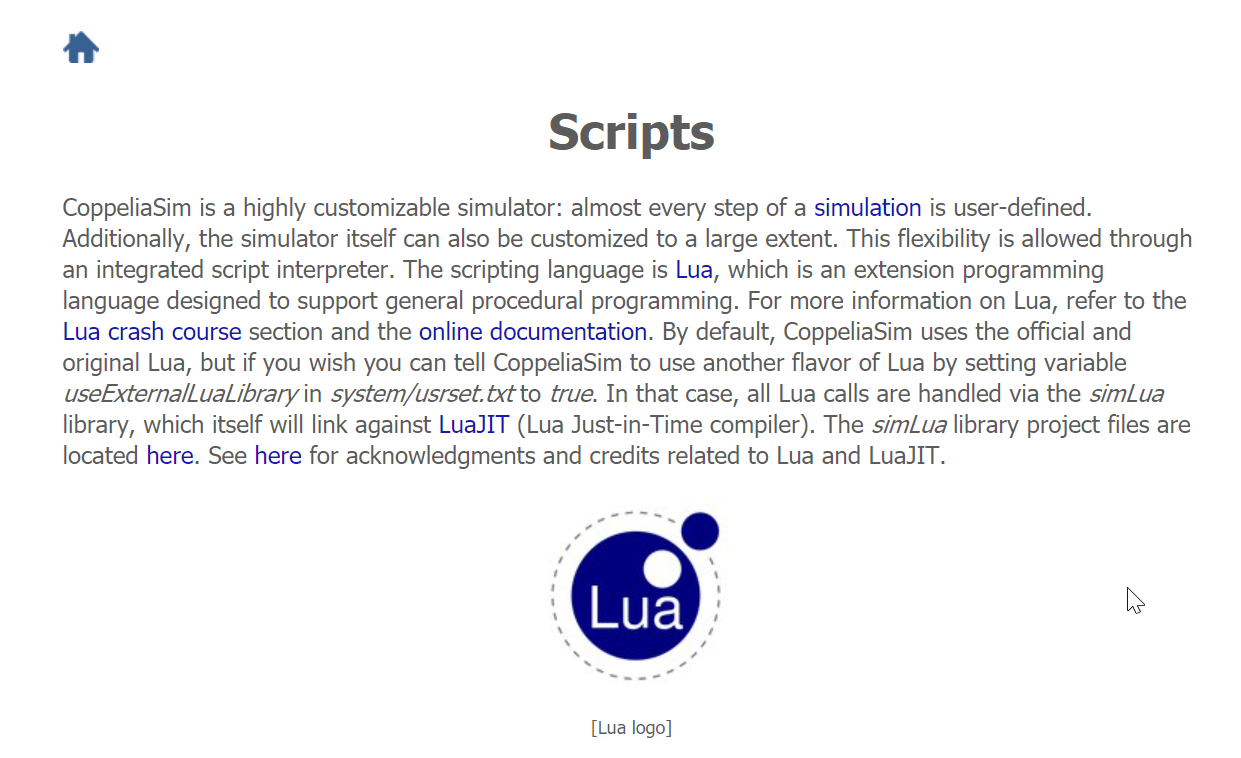 Scripts
CoppeliaSim is a highly customizable simulator: almost every step of a simulation is user-defined.
Additionally, the simulator itself can also be customized to a large extent. This flexibility is allowed through
an integrated script interpreter. The scripting language is Lua, which is an extension programming
language designed to support general procedural programming. For more information on Lua, refer to the
Lua crash course section and the online documentation. By default, CoppeliaSim uses the official and
original Lua, but if you wish you can tell CoppeliaSim to use another flavor of Lua by setting variable
useExternalLuaLibrary in system/usrset.txt to true. In that case, all Lua calls are handled via the simLua
library, which itself will link against LuaJIT (Lua Just-in-Time compiler). The simLua library project files are
located here. See here for acknowledgments and credits related to Lua and LuaJIT.
Lua
[Lua logo]